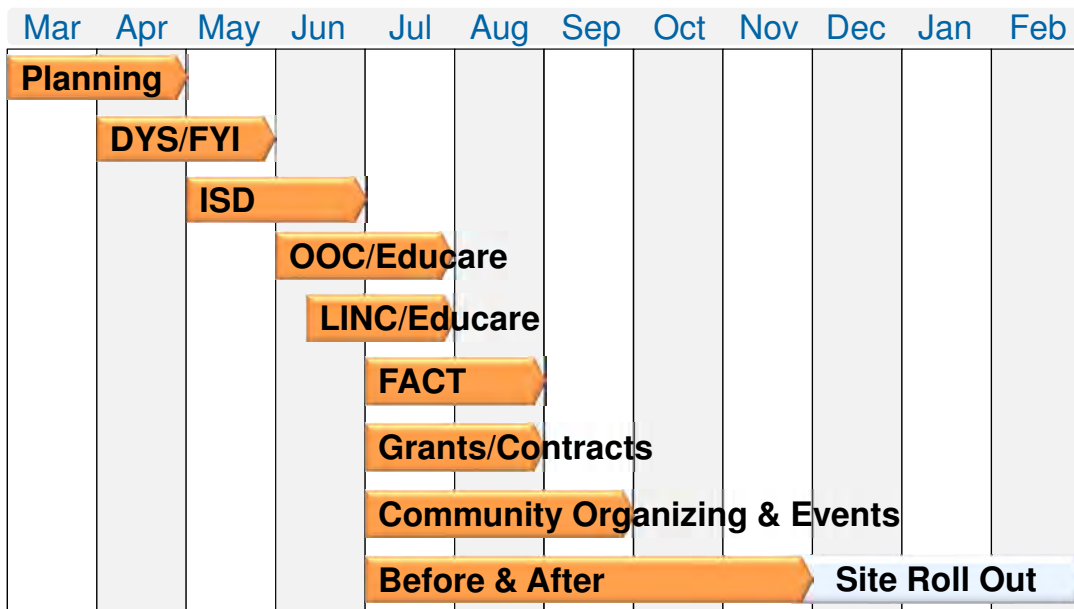 Mar Apr May Jun Jul Aug Sep Oct Nov Dec Jan Feb
Planning
DYS/FYI
ISD
OOC/Educare
LINC/Educare
FACT
Grants/Contracts
Community Organizing & Events
Before & After Site Roll Out